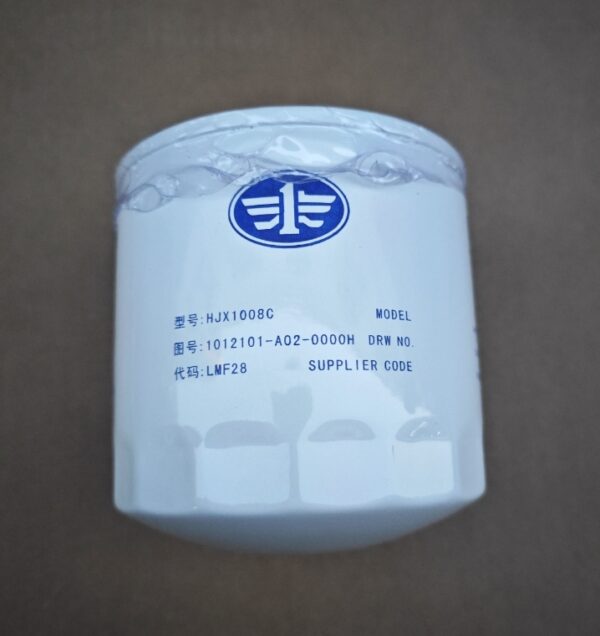 型号:HJX1008C MODEL
图号:1012101-A02-0000H DRW NO.
代码:LMF28 SUPPLIER CODE